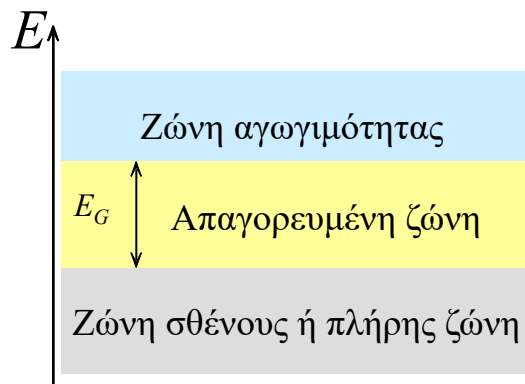 E
Ζώνη αγωγιμότητας
E_G
Απαγορευμένη ζώνη
Ζώνη σθένους ή πλήρης ζώνη